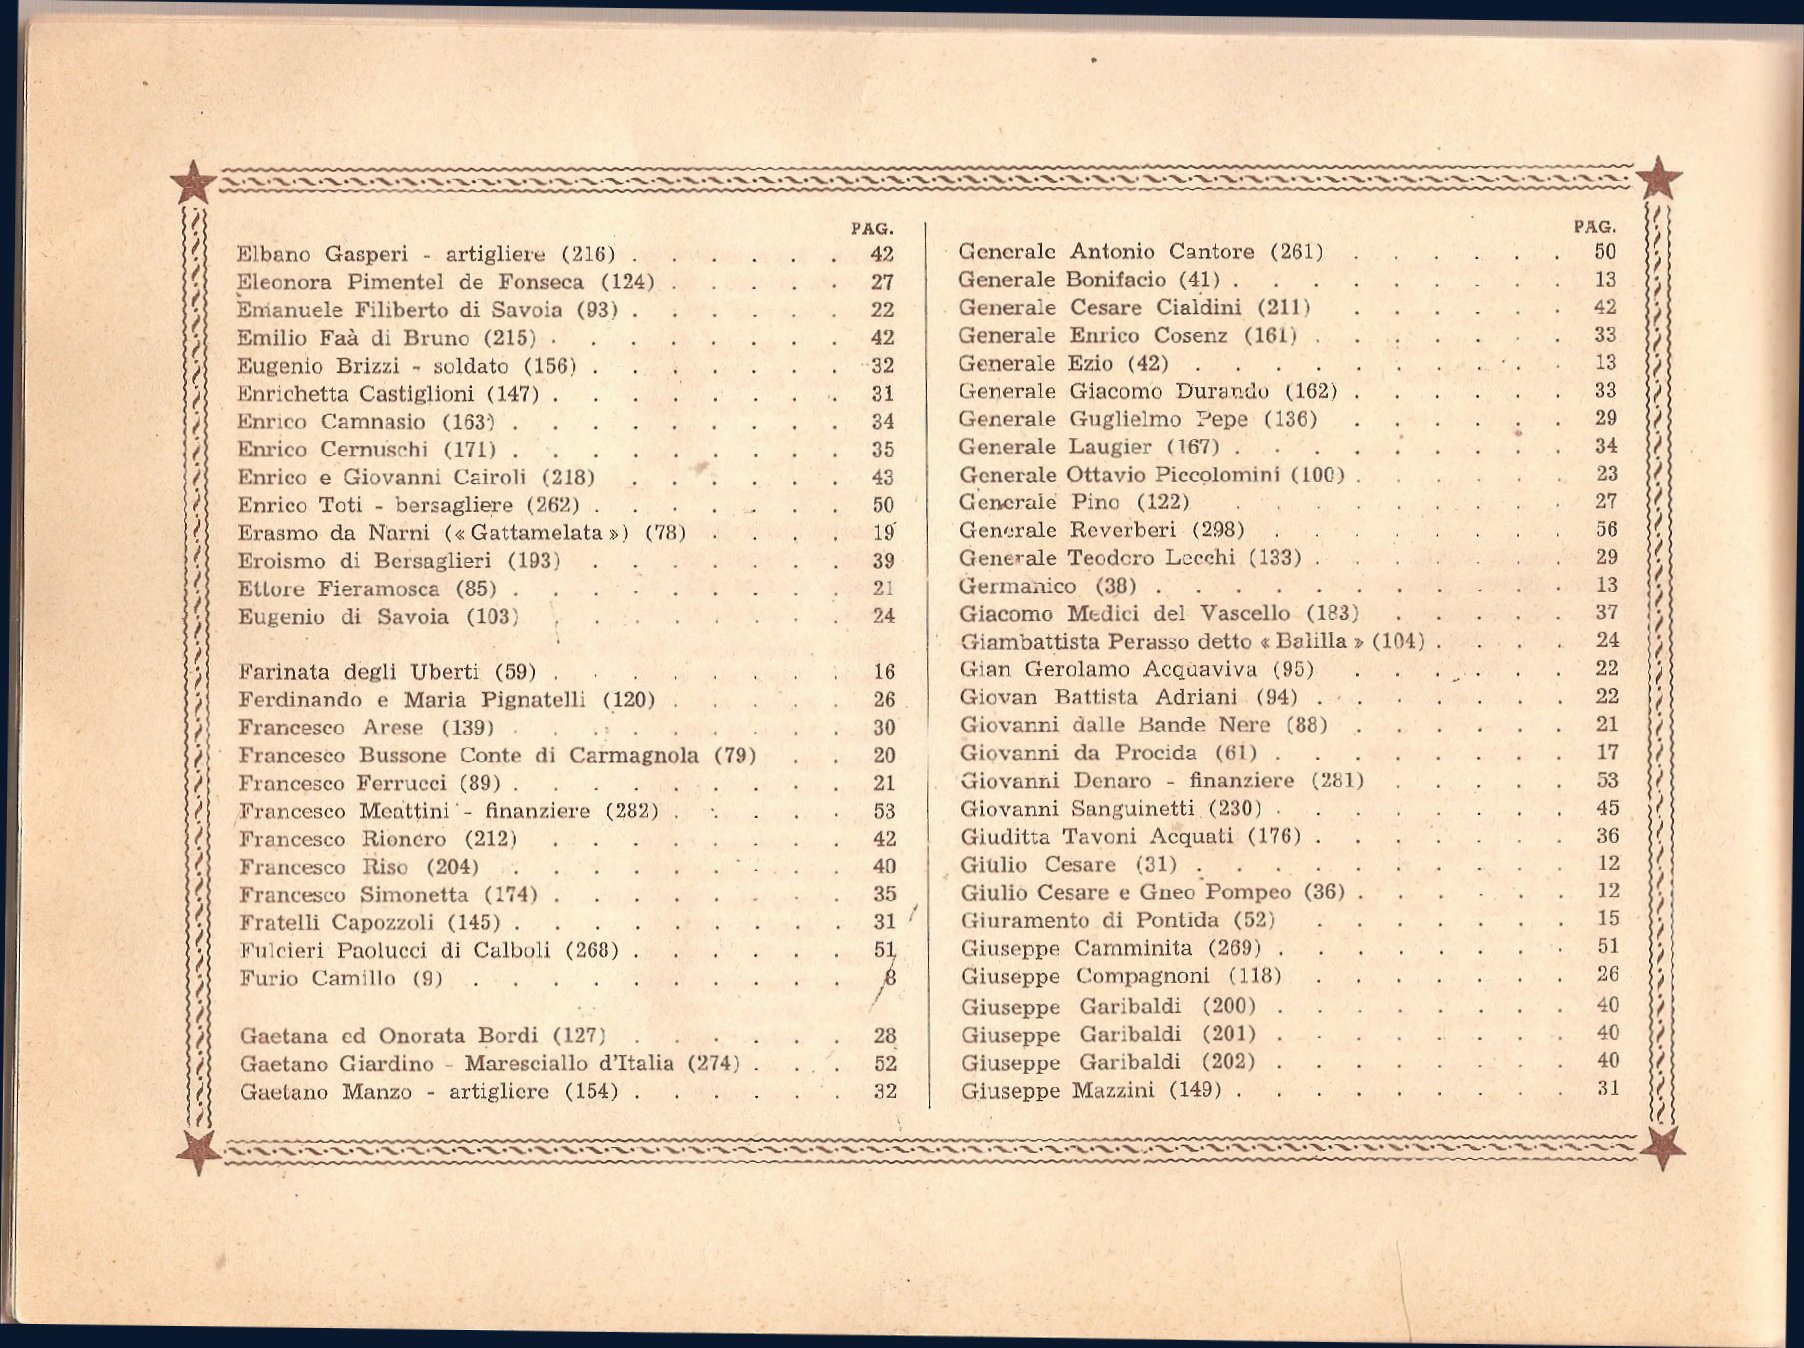 PAG.
Elbano Gasperi - artigliere (216) . . . . . . 42
Eleonora Pimentel de Fonseca (124) . . . . . 27
Emanuele Filiberto di Savoia (93) . . . . . . 22
Emilio Faà di Bruno (215) . . . . . . . . 42
Eugenio Brizzi - soldato (156) . . . . . . . 32
Enrichetta Castiglioni (147) . . . . . . . . 31
Enrico Camnasio (163) . . . . . . . . . 34
Enrico Cernuschi (171) . . . . . . . . . 35
Enrico e Giovanni Cairoli (218) . . . . . . 43
Enrico Toti - bersagliere (262) . . . . . . . 50
Erasmo da Narni (« Gattamelata ») (78) . . . . 19
Eroismo di Bersaglieri (193) . . . . . . . 39
Ettore Fieramosca (85) . . . . . . . . . 21
Eugenio di Savoia (103) . . . . . . . . 24
Farinata degli Uberti (59) . . . . . . . . 16
Ferdinando e Maria Pignatelli (120) . . . . . 26
Francesco Arese (139) . . . . . . . . . 30
Francesco Bussone Conte di Carmagnola (79) . . 20
Francesco Ferrucci (89) . . . . . . . . . 21
Francesco Meattini - finanziere (282) . . . . . 53
Francesco Rionero (212) . . . . . . . . 42
Francesco Riso (204) . . . . . . . . . 40
Francesco Simonetta (174) . . . . . . . . 35
Fratelli Capozzoli (145) . . . . . . . . . 31
Fulcieri Paolucci di Calboli (268) . . . . . . 51
Furio Camillo (9) . . . . . . . . . . 8
Gaetana ed Onorata Bordi (127) . . . . . . 28
Gaetano Giardino - Maresciallo d'Italia (274) . . . 52
Gaetano Manzo - artigliere (154) . . . . . . 32
PAG.
Generale Antonio Cantore (261) . . . . . . 50
Generale Bonifacio (41) . . . . . . . . . 13
Generale Cesare Cialdini (211) . . . . . . 42
Generale Enrico Cosenz (161) . . . . . . . 33
Generale Ezio (42) . . . . . . . . . . 13
Generale Giacomo Durando (162) . . . . . . 33
Generale Guglielmo Pepe (136) . . . . . . 29
Generale Laugier (167) . . . . . . . . . 34
Generale Ottavio Piccolomini (100) . . . . . . 23
Generale Pino (122) . . . . . . . . . 27
Generale Reverberi (298) . . . . . . . . 56
Generale Teodoro Lecchi (133) . . . . . . . 29
Germanico (38) . . . . . . . . . . . 13
Giacomo Medici del Vascello (183) . . . . . 37
Giambattista Perasso detto « Balilla » (104) . . . . 24
Gian Gerolamo Acquaviva (95) . . . . . . 22
Giovan Battista Adriani (94) . . . . . . . 22
Giovanni dalle Bande Nere (88) . . . . . . 21
Giovanni da Procida (61) . . . . . . . . 17
Giovanni Denaro - finanziere (281) . . . . . 53
Giovanni Sanguinetti (230) . . . . . . . . 45
Giuditta Tavoni Acquati (176) . . . . . . . 36
Giulio Cesare (31) . . . . . . . . . . 12
Giulio Cesare e Gneo Pompeo (36) . . . . . . 12
Giuramento di Pontida (52) . . . . . . . 15
Giuseppe Camminita (269) . . . . . . . . 51
Giuseppe Compagnoni (118) . . . . . . . 26
Giuseppe Garibaldi (200) . . . . . . . . 40
Giuseppe Garibaldi (201) . . . . . . . . 40
Giuseppe Garibaldi (202) . . . . . . . . 40
Giuseppe Mazzini (149) . . . . . . . . . 31